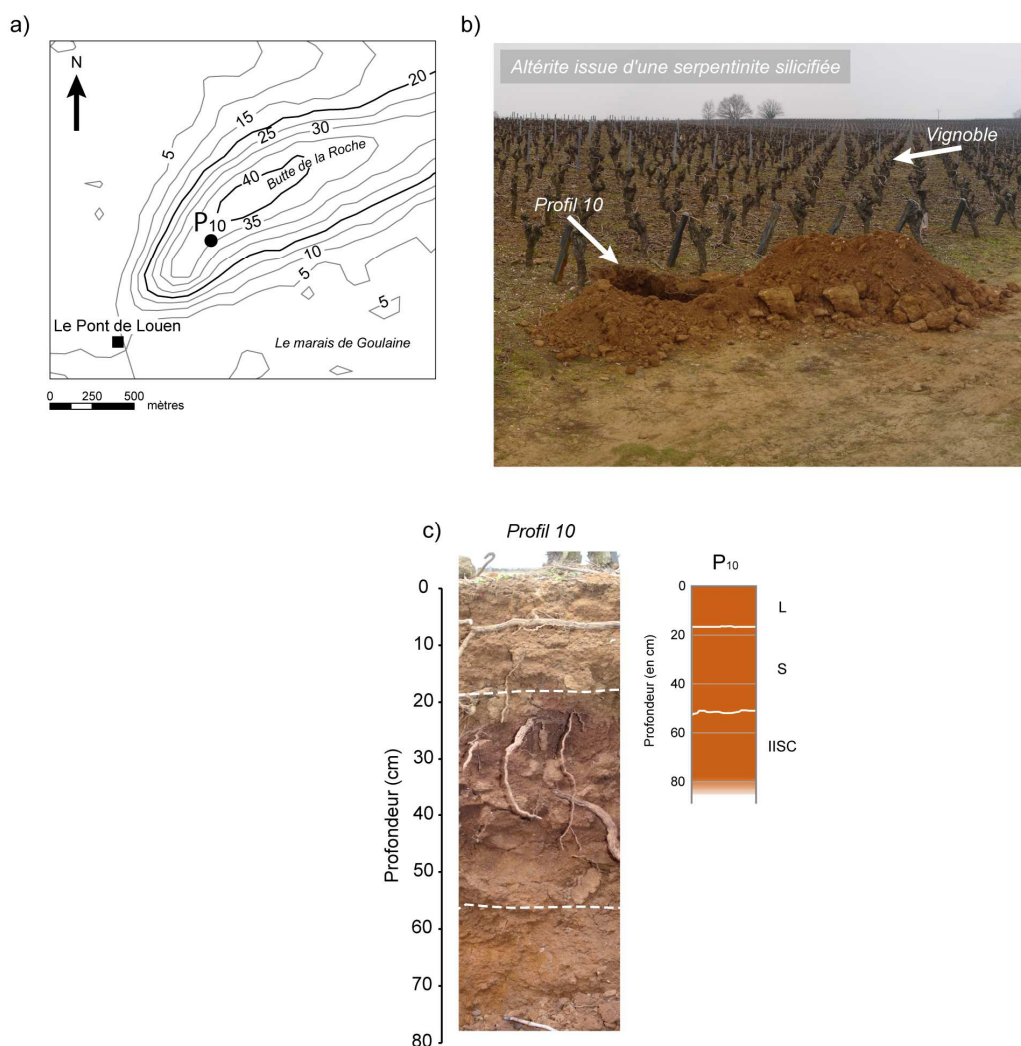 a)
N
20
15
25
30
5
Butte de la Roche
40
P10
35
10
5
5
Le Pont de Louen
Le marais de Goulaine
0 250 500
mètres
b)
Altérite issue d'une serpentinite silicifiée
Vignoble
Profil 10
c)
Profil 10
0
10
20
30
40
50
60
70
80
Profondeur (cm)
P10
0
20
40
60
80
Profondeur (en cm)
L
S
IISC